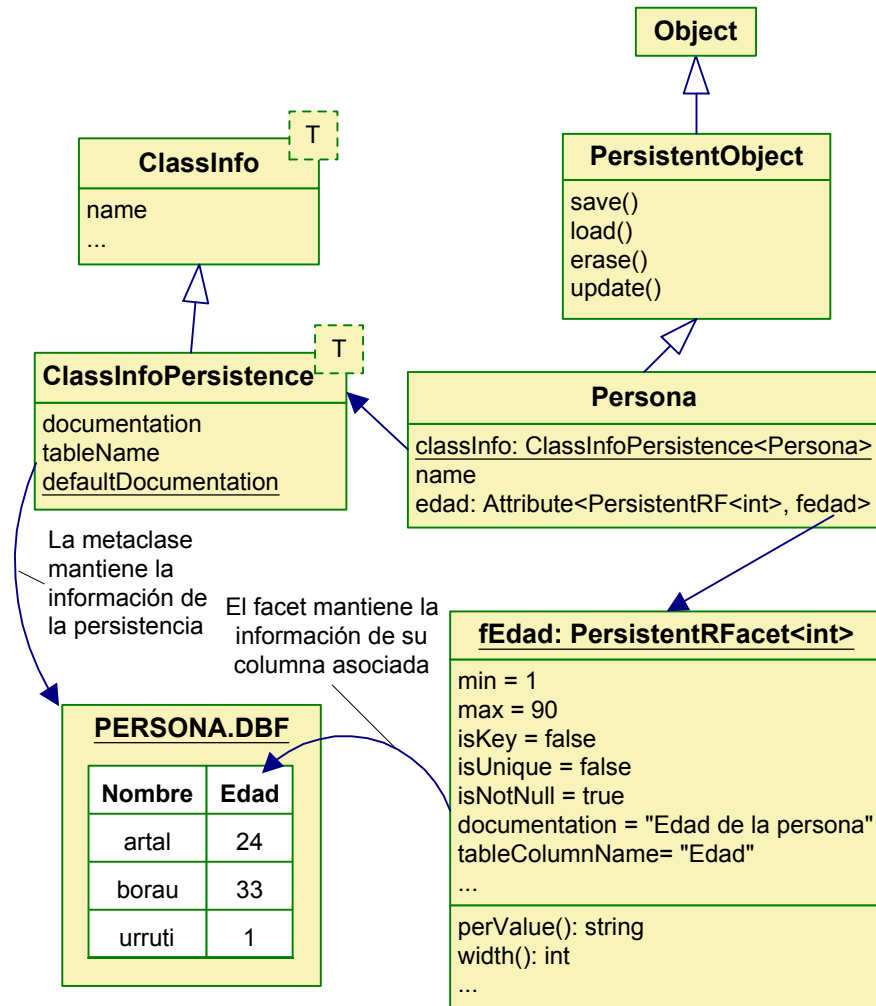 Object
T
ClassInfo
name
...
PersistentObject
save()
load()
erase()
update()
T
ClassInfoPersistence
documentation
tableName
defaultDocumentation
Persona
classInfo: ClassInfoPersistence<Persona>
name
edad: Attribute<PersistentRF<int>, fedad>
La metaclase
mantiene la
información de
la persistencia
El facet mantiene la
información de su
columna asociada
fEdad: PersistentRFacet<int>
min = 1
max = 90
isKey = false
isUnique = false
isNotNull = true
documentation = "Edad de la persona"
tableColumnName= "Edad"
...
perValue(): string
width(): int
...
PERSONA.DBF
Nombre Edad
artal 24
borau 33
urruti 1